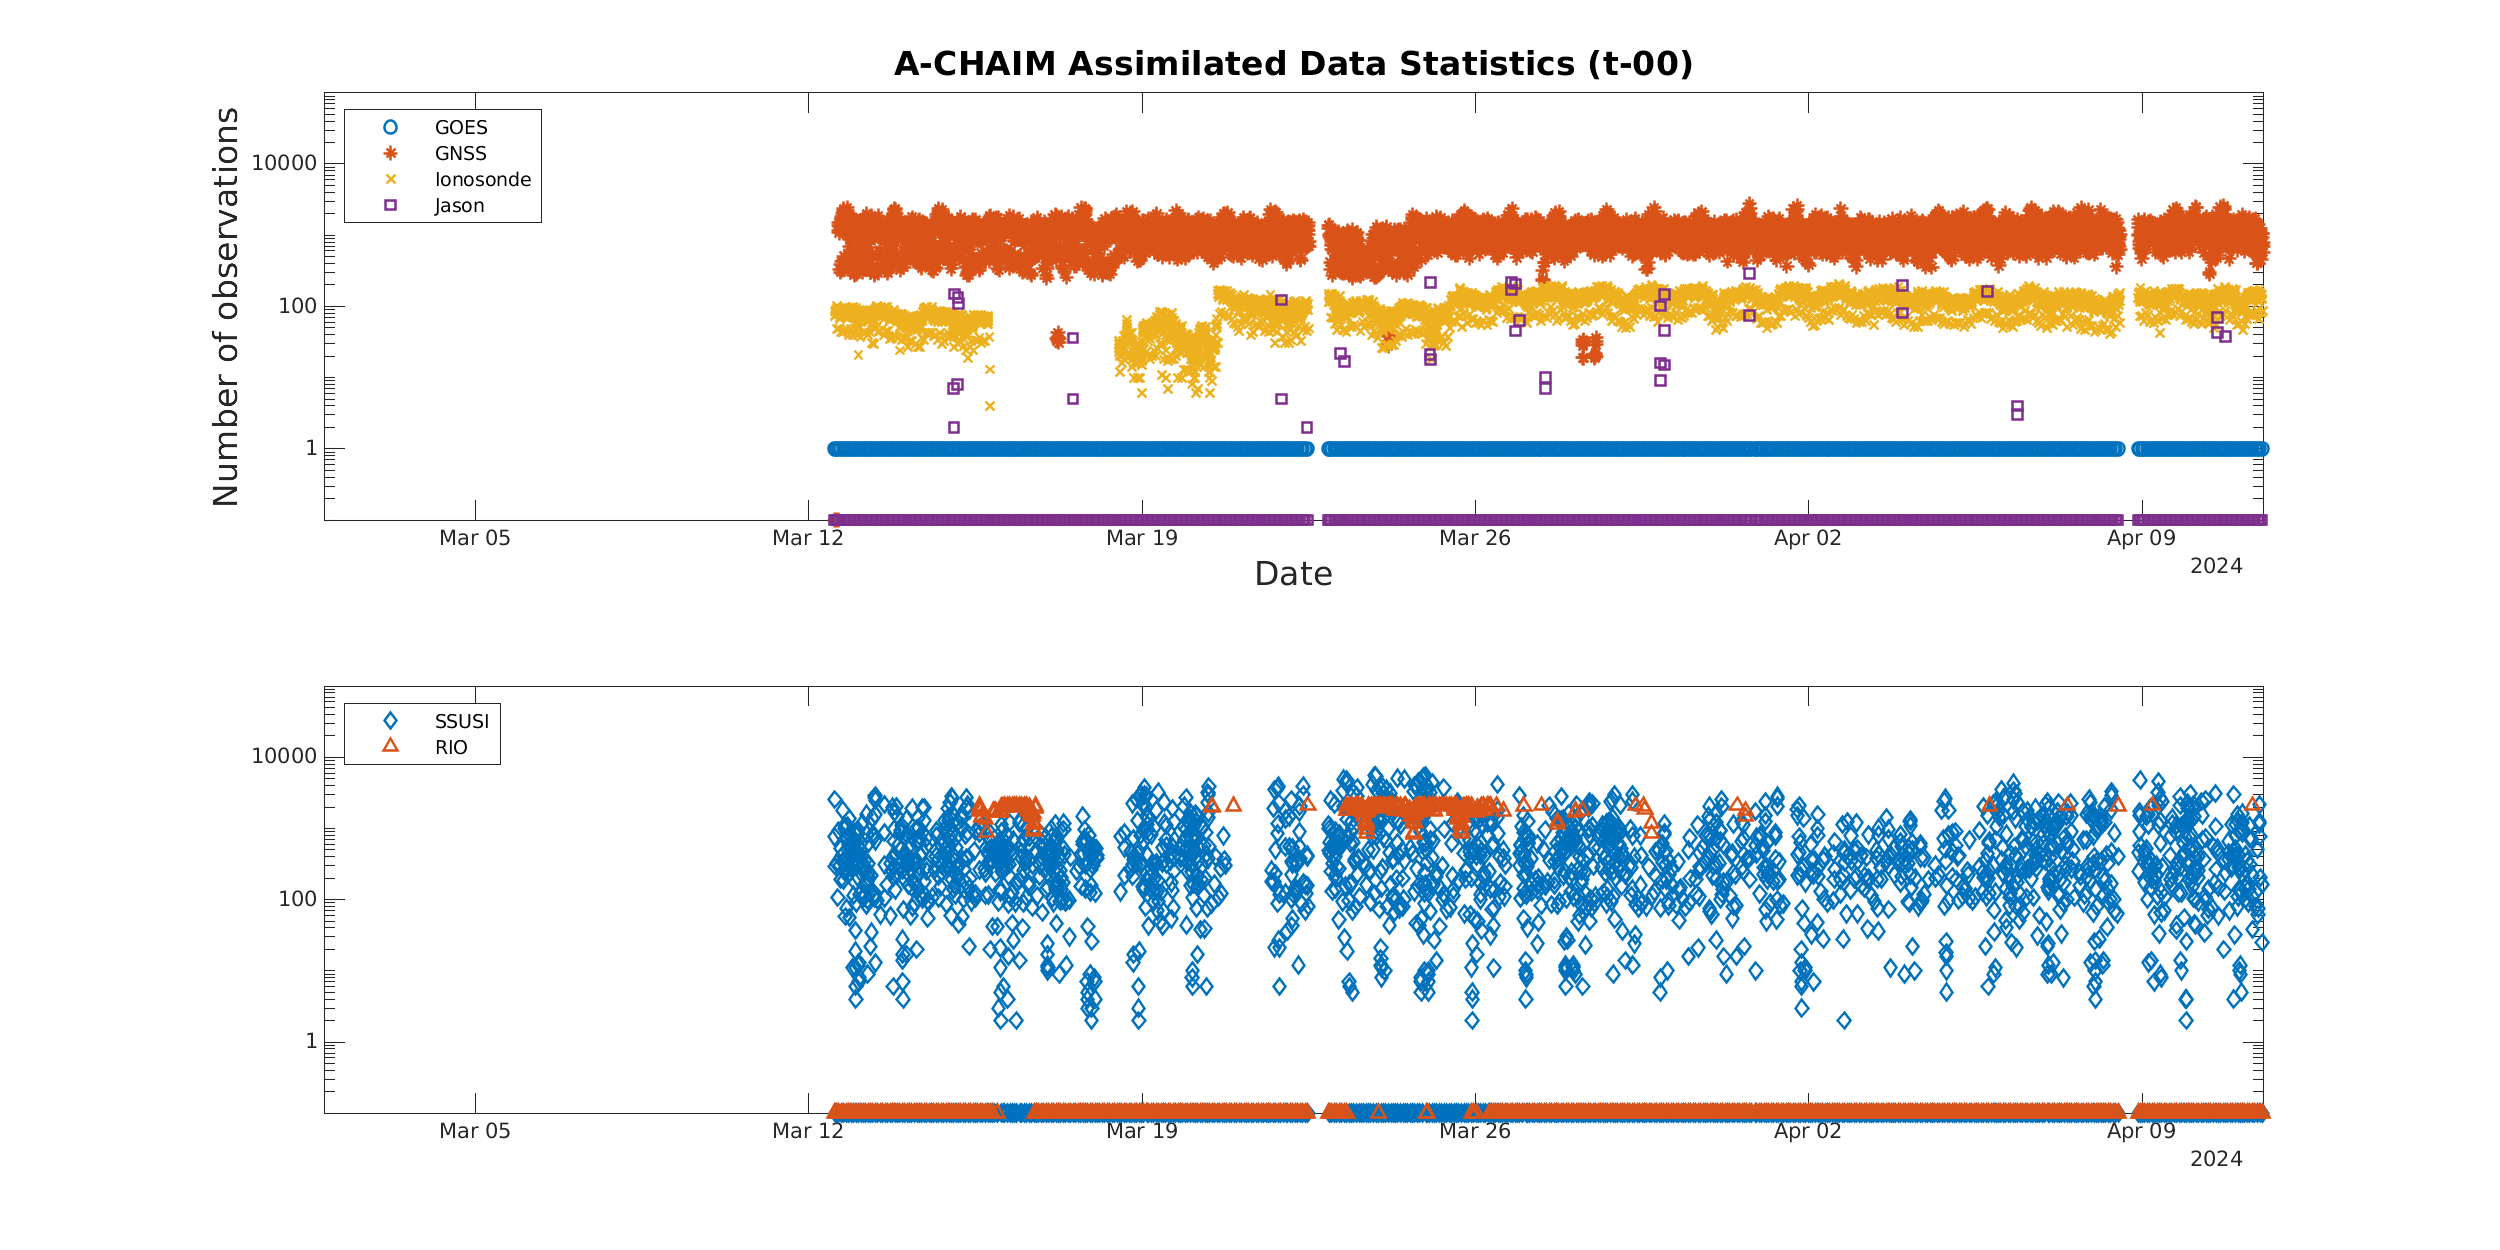 A-CHAIM Assimilated Data Statistics (t-00)
Number of observations
GOES
GNSS
Ionosonde
Jason
10000
100
1
Mar 05 Mar 12 Mar 19 Mar 26 Apr 02 Apr 09
2024
Date
SSUSI
RIO
10000
100
1
Mar 05 Mar 12 Mar 19 Mar 26 Apr 02 Apr 09
2024